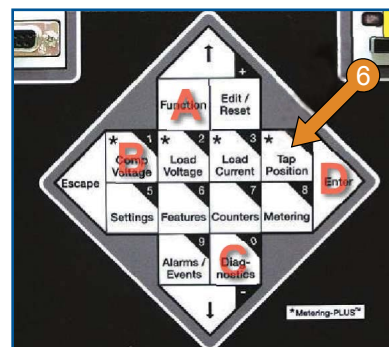 6
↑
+
Function
A
Edit /
Reset
* 1
Comp
Voltage
B
* 2
Load
Voltage
* 3
Load
Current
*
Tap
Position
Escape
D
Enter
5
Settings
6
Features
7
Counters
8
Metering
9
Alarms /
Events
0
Diag-
nostics
C
↓
-
*Metering-PLUS™